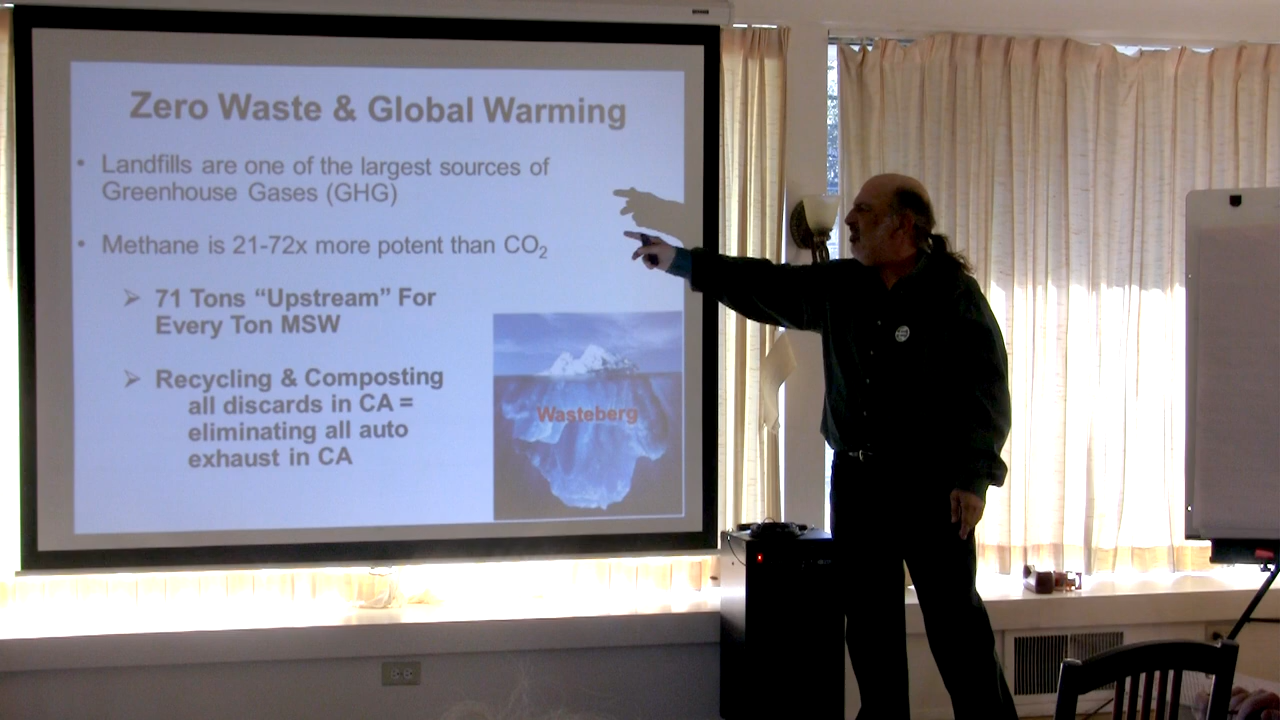 Zero Waste & Global Warming
• Landfills are one of the largest sources of
Greenhouse Gases (GHG)
• Methane is 21-72x more potent than CO₂
➢ 71 Tons “Upstream” For
Every Ton MSW
➢ Recycling & Composting
all discards in CA =
eliminating all auto
exhaust in CA
Wasteberg